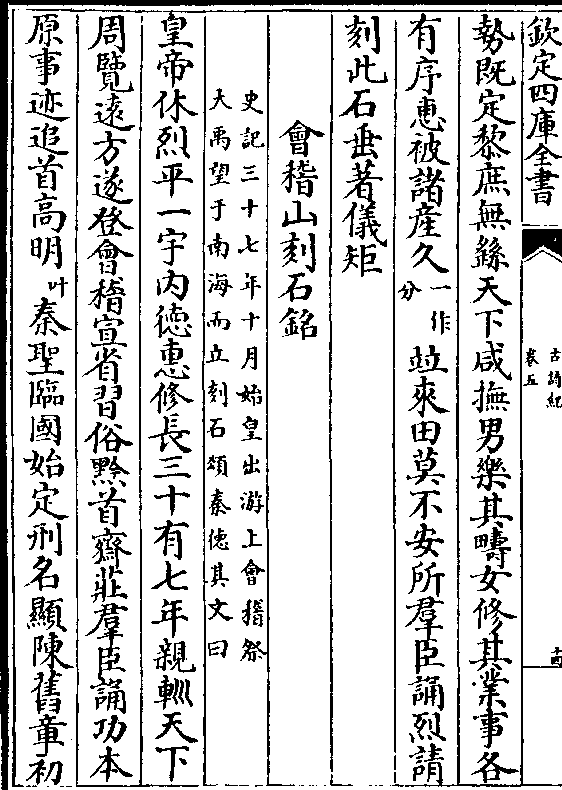 欽定四庫全書
古詩紀
卷五
十四
勢既定黎庶無繇天下咸撫男樂其疇女修其業事各
有序惠被諸産久一作分竝來田莫不安所羣臣誦烈請
刻此石垂著儀矩
會稽山刻石銘
史記三十七年十月始皇出游上會稽祭
大禹望于南海而立刻石頌秦德其文曰
皇帝休烈平一宇內德惠修長三十有七年親巡天下
周覽遠方遂登會稽宣省習俗黔首齋莊羣臣誦功本
原事迹追首高明叶秦聖臨國始定刑名顯陳舊章初